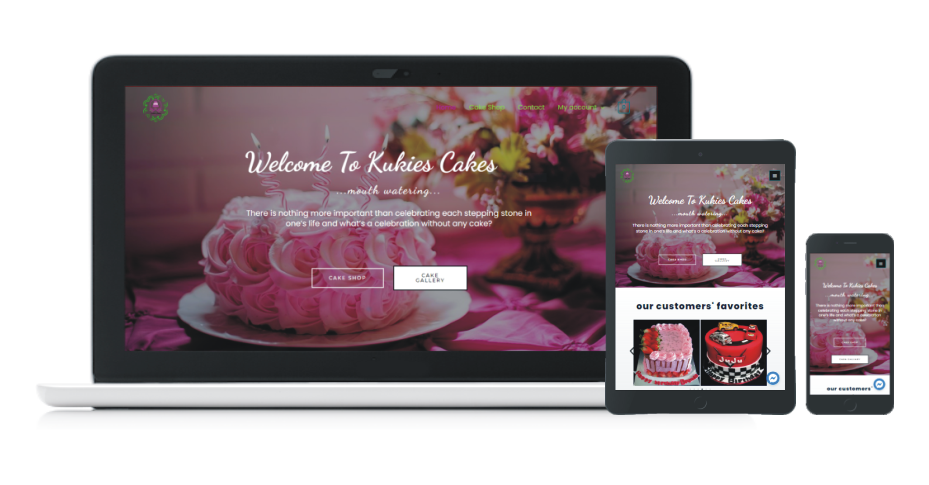 Cake Shop Contact My account
Welcome To Kukies Cakes
...mouth watering...
There is nothing more important than celebrating each stepping stone in
one's life and what's a celebration without any cake?
CAKE SHOP
CAKE
GALLERY
Welcome To Kukies Cakes
...mouth watering...
There is nothing more important than celebrating each stepping
stone in one's life and what's a celebration without any cake?
CAKE SHOP
CAKE
GALLERY
our customers' favorites
JuJu
Welcome To Kukies Cakes
...mouth watering...
There is nothing more important than
celebrating each stepping stone in
one's life and what's a celebration
without any cake?
CAKE SHOP
CAKE GALLERY
our customers'